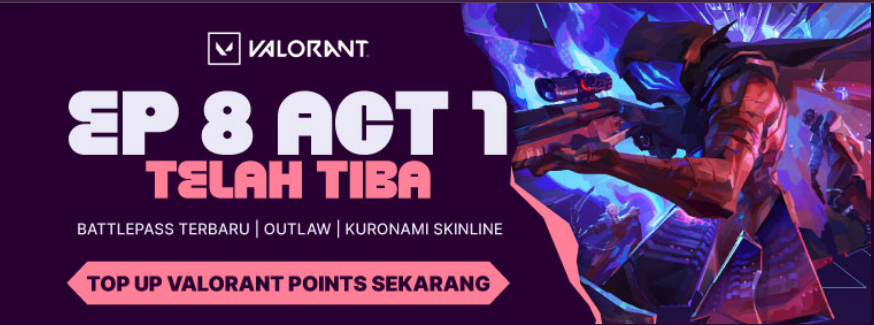 VALORANT
EP 8 ACT 1
TELAH TIBA
BATTLEPASS TERBARU | OUTLAW | KURONAMI SKINLINE
TOP UP VALORANT POINTS SEKARANG